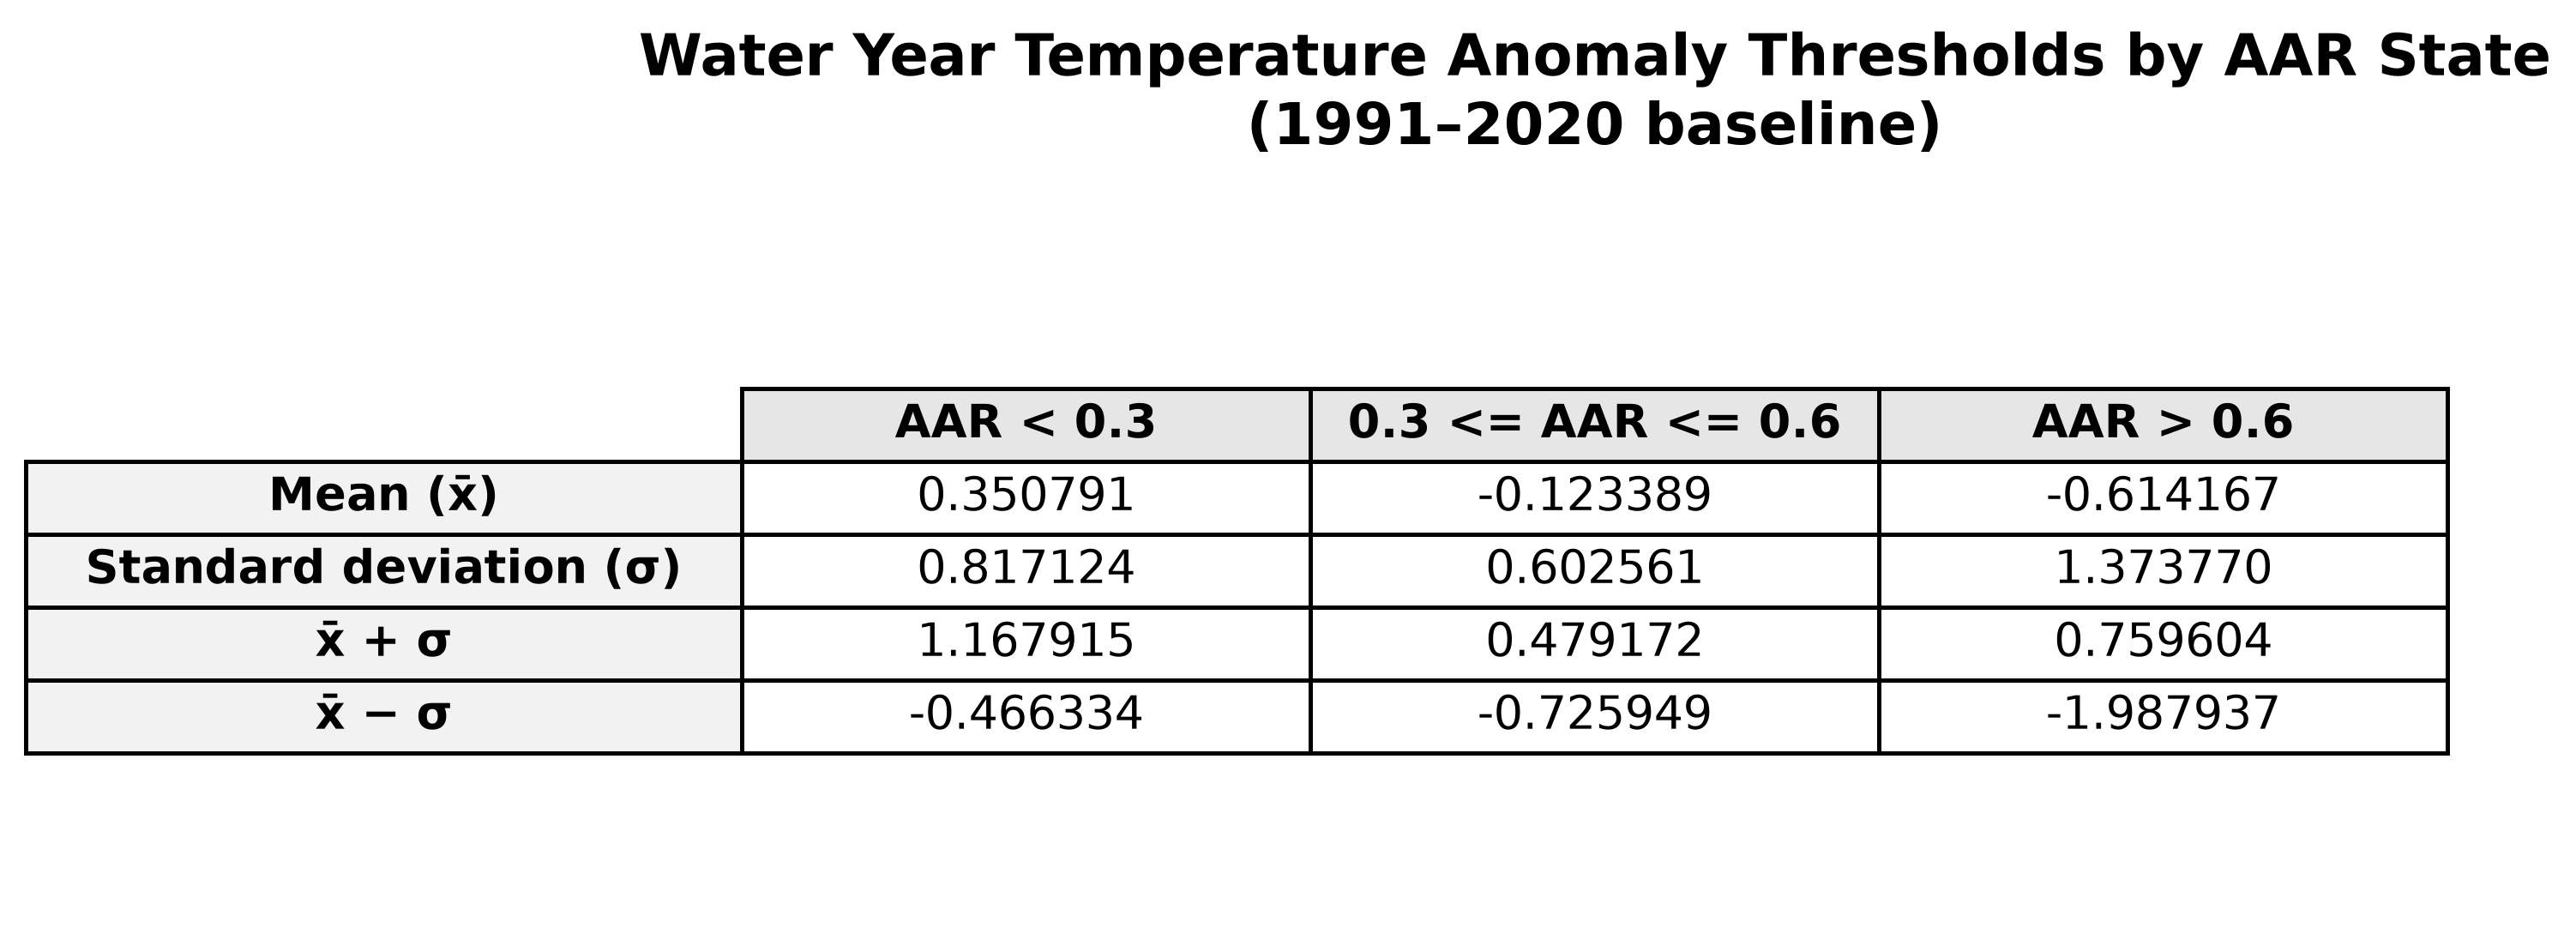 Water Year Temperature Anomaly Thresholds by AAR State
(1991–2020 baseline)
AAR < 0.3 0.3 <= AAR <= 0.6 AAR > 0.6
Mean (x̄) 0.350791 -0.123389 -0.614167
Standard deviation (σ) 0.817124 0.602561 1.373770
x̄ + σ 1.167915 0.479172 0.759604
x̄ − σ -0.466334 -0.725949 -1.987937